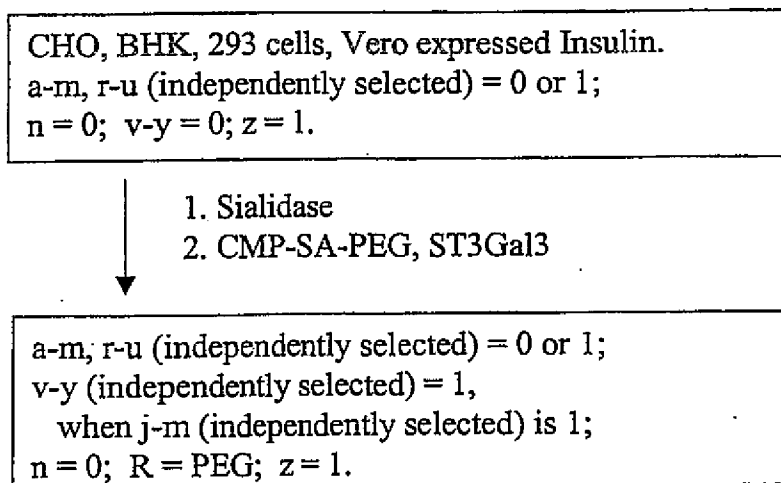 CHO, BHK, 293 cells, Vero expressed Insulin.
a-m, r-u (independently selected) = 0 or 1;
n = 0; v-y = 0; z = 1.
1. Sialidase
2. CMP-SA-PEG, ST3Gal3
a-m, r-u (independently selected) = 0 or 1;
v-y (independently selected) = 1,
when j-m (independently selected) is 1;
n = 0; R = PEG; z = 1.